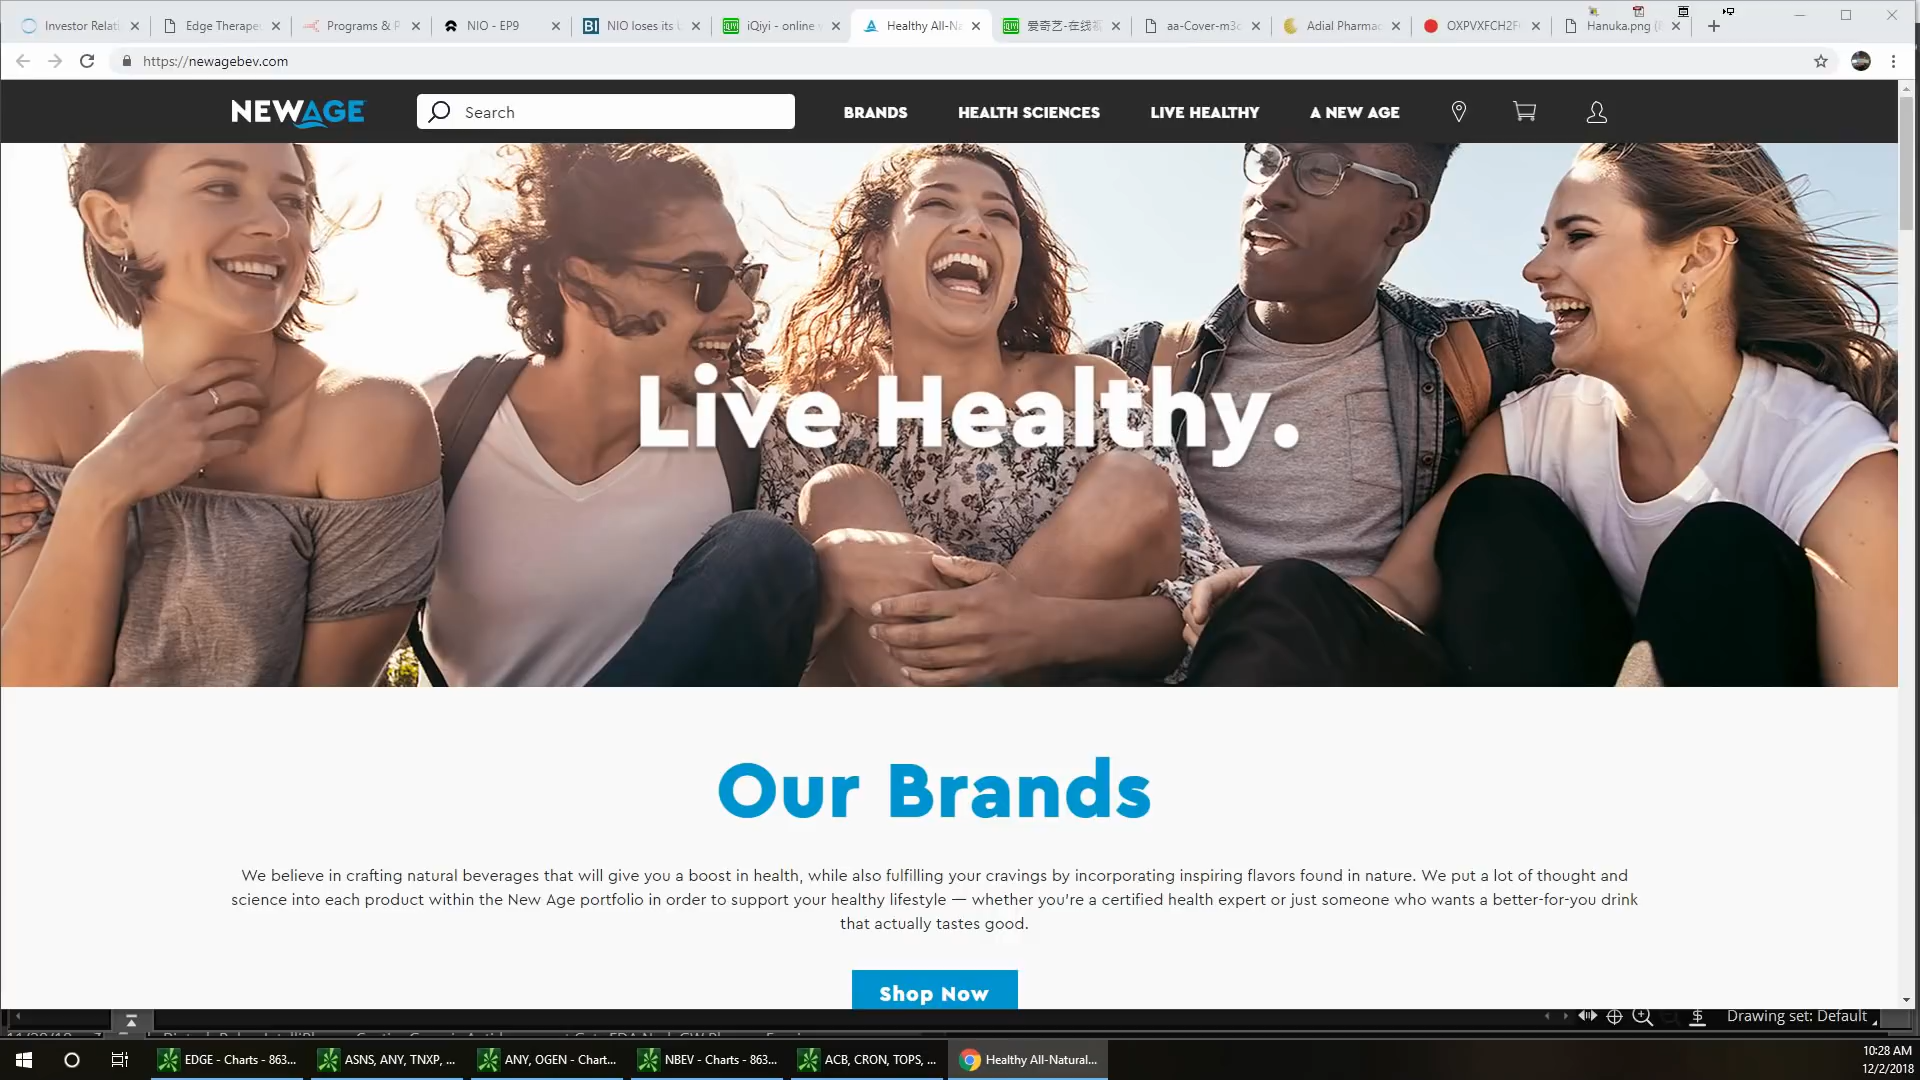 Investor Relati
Edge Therape
Programs & P
NIO - EP9
BI
NIO loses its b
iQiyi - online v
Healthy All-Na
爱奇艺-在线视
aa-Cover-m3c
Adial Pharmac
OXPVXFCH2F
Hanuka.png (
https://newagebev.com
NEWAGE
Search
BRANDS
HEALTH SCIENCES
LIVE HEALTHY
A NEW AGE
Live Healthy.
Our Brands
We believe in crafting natural beverages that will give you a boost in health, while also fulfilling your cravings by incorporating inspiring flavors found in nature. We put a lot of thought and
science into each product within the New Age portfolio in order to support your healthy lifestyle — whether you're a certified health expert or just someone who wants a better-for-you drink
that actually tastes good.
Shop Now
Drawing set: Default
EDGE - Charts - 863...
ASNS, ANY, TNXP, ...
ANY, OGEN - Chart...
NBEV - Charts - 863...
ACB, CRON, TOPS, ...
Healthy All-Natural...
10:28 AM
12/2/2018